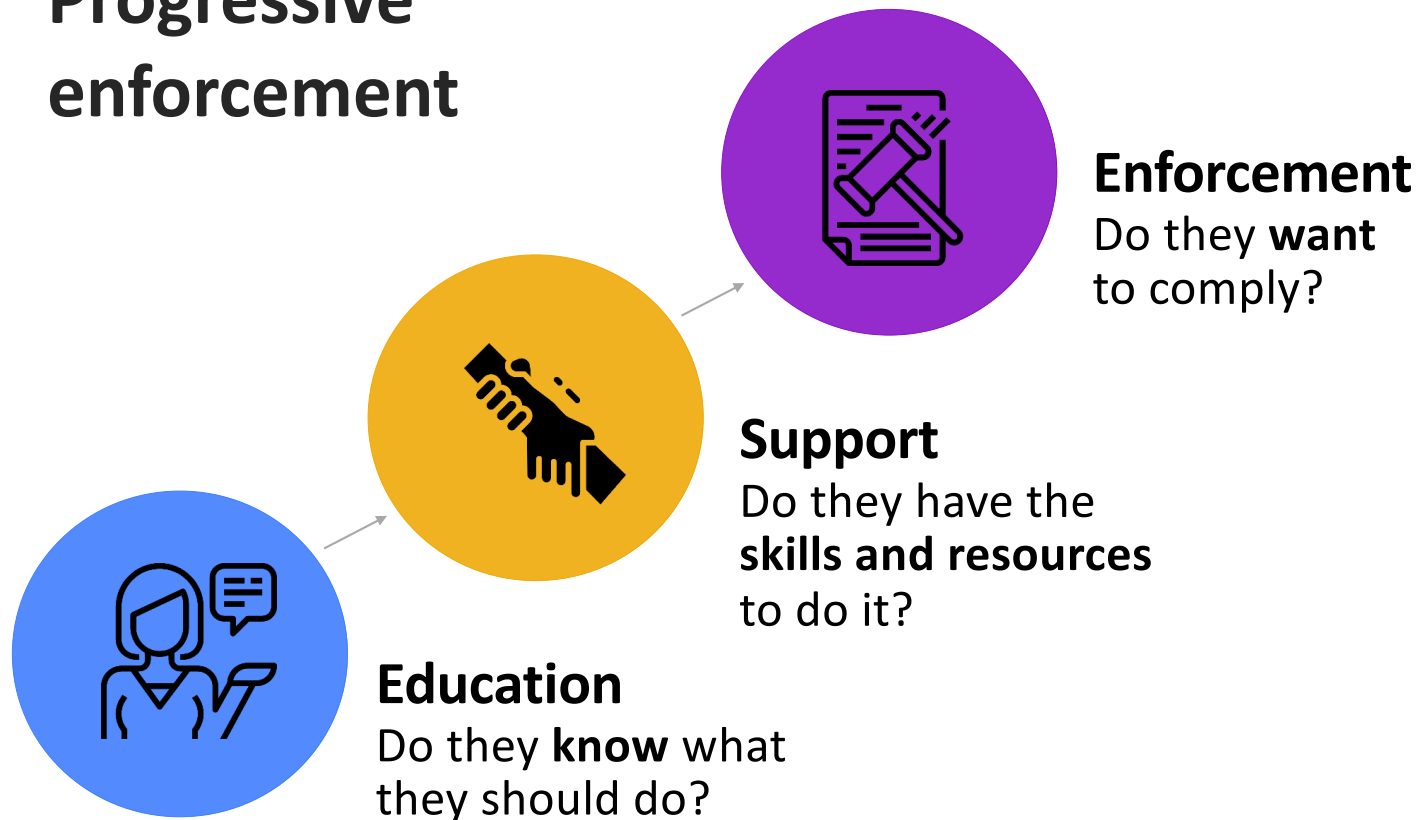 Progressive
enforcement
Enforcement
Do they want
to comply?
Support
Do they have the
skills and resources
to do it?
Education
Do they know what
they should do?